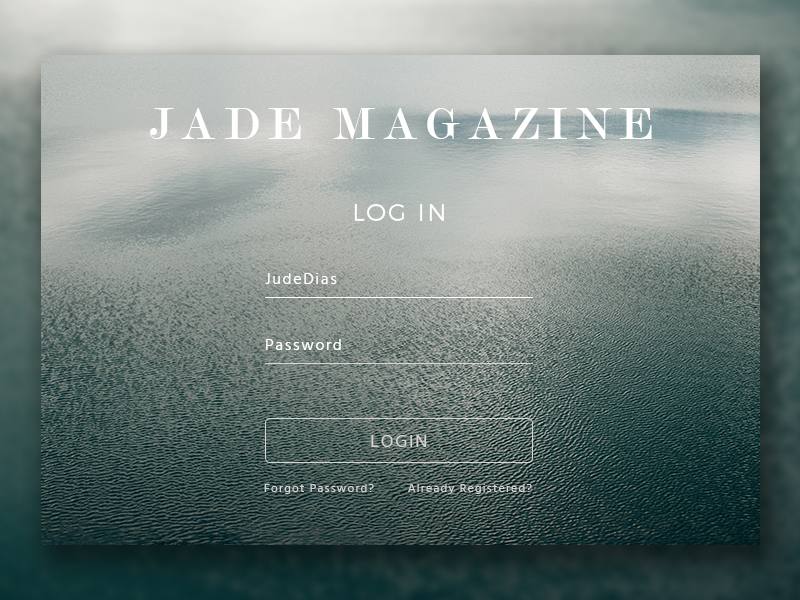 JADE MAGAZINE
LOG IN
JudeDias
Password
LOGIN
Forgot Password? Already Registered?